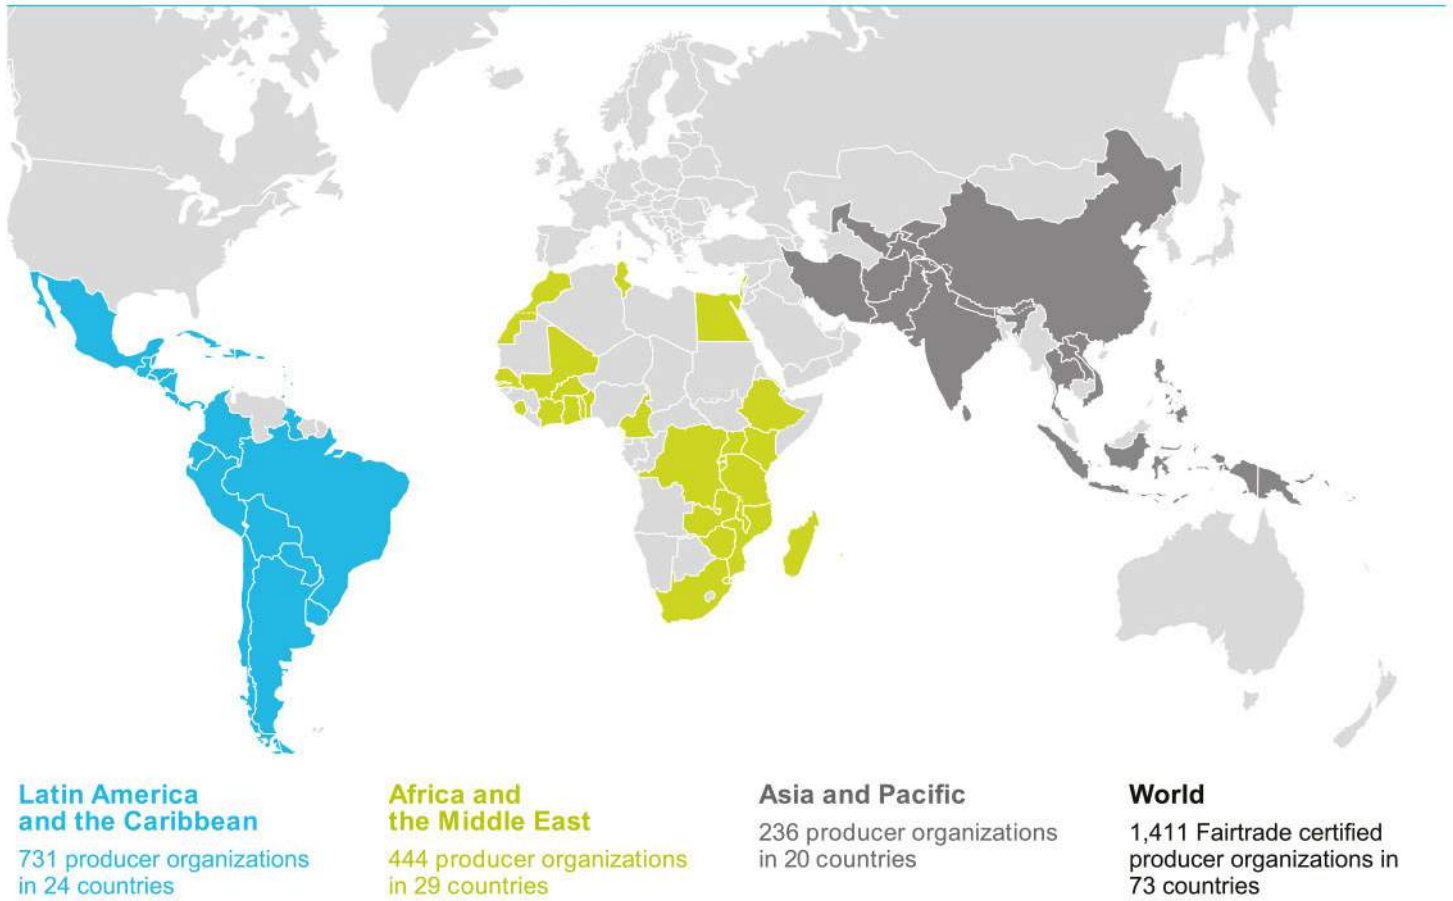 Latin America
and the Caribbean
731 producer organizations
in 24 countries
Africa and
the Middle East
444 producer organizations
in 29 countries
Asia and Pacific
236 producer organizations
in 20 countries
World
1,411 Fairtrade certified
producer organizations in
73 countries